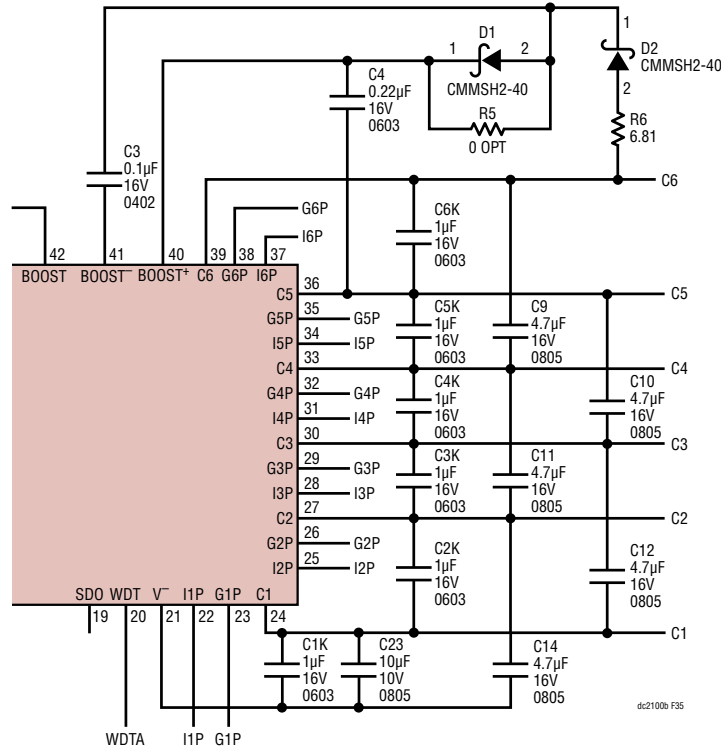 1
D1
D2
CMMSH2-40
1
2
CMMSH2-40
2
C4
0.22µF
16V
0603
R5
0 OPT
R6
6.81
C3
0.1µF
16V
0402
C6
G6P
I6P
42
41
40
39
38
37
BOOST
BOOST–
BOOST+
C6
G6P
I6P
C6K
1µF
16V
0603
C5
36
C5
G5P
35
G5P
I5P
34
I5P
C5K
1µF
16V
0603
C9
4.7µF
16V
0805
C4
33
C4
G4P
32
G4P
I4P
31
I4P
C4K
1µF
16V
0603
C10
4.7µF
16V
0805
C3
30
C3
G3P
29
G3P
I3P
28
I3P
C3K
1µF
16V
0603
C11
4.7µF
16V
0805
C2
27
C2
G2P
26
G2P
I2P
25
I2P
C2K
1µF
16V
0603
C12
4.7µF
16V
0805
SDO
WDT
V–
I1P
G1P
C1
19
20
21
22
23
24
C1
C1K
1µF
16V
0603
C23
10µF
10V
0805
C14
4.7µF
16V
0805
dc2100b F35
WDTA
I1P
G1P